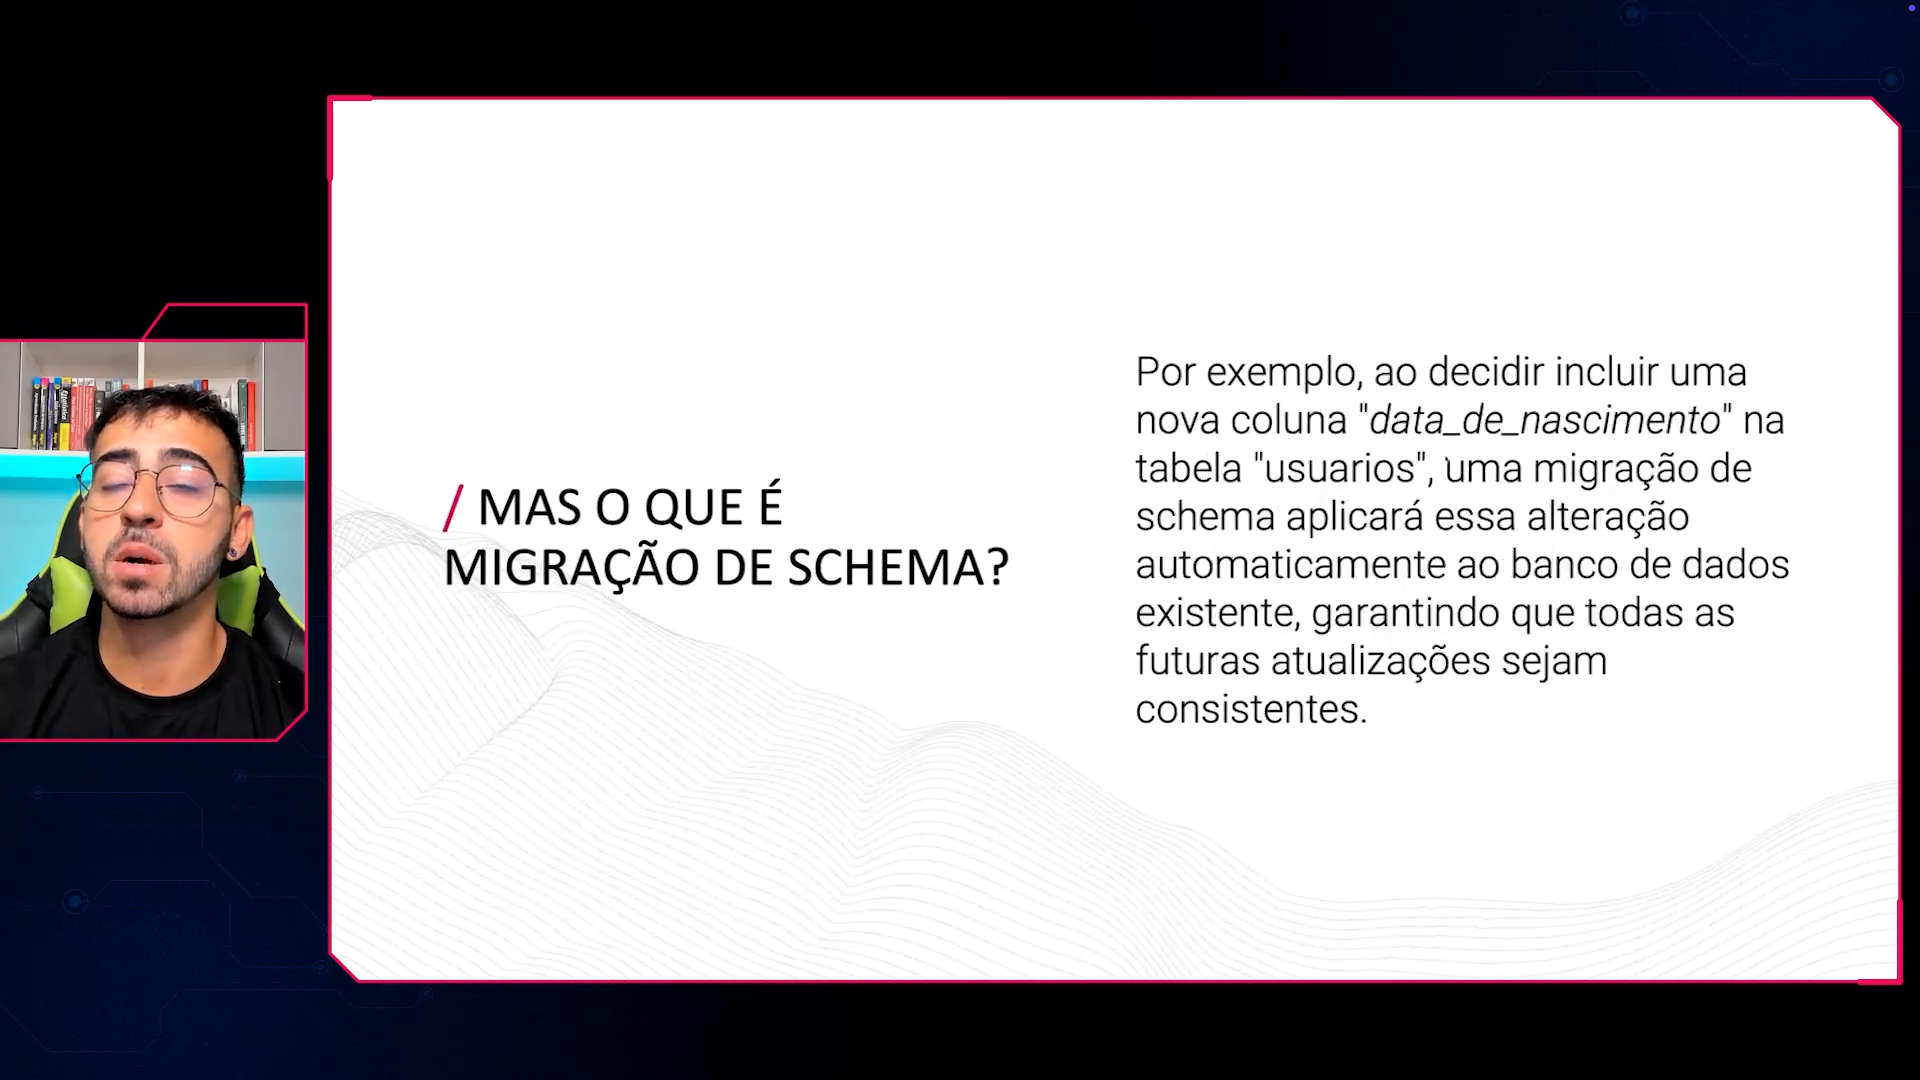 / MAS O QUE É
MIGRAÇÃO DE SCHEMA?
Por exemplo, ao decidir incluir uma
nova coluna "data_de_nascimento" na
tabela "usuarios", uma migração de
schema aplicará essa alteração
automaticamente ao banco de dados
existente, garantindo que todas as
futuras atualizações sejam
consistentes.